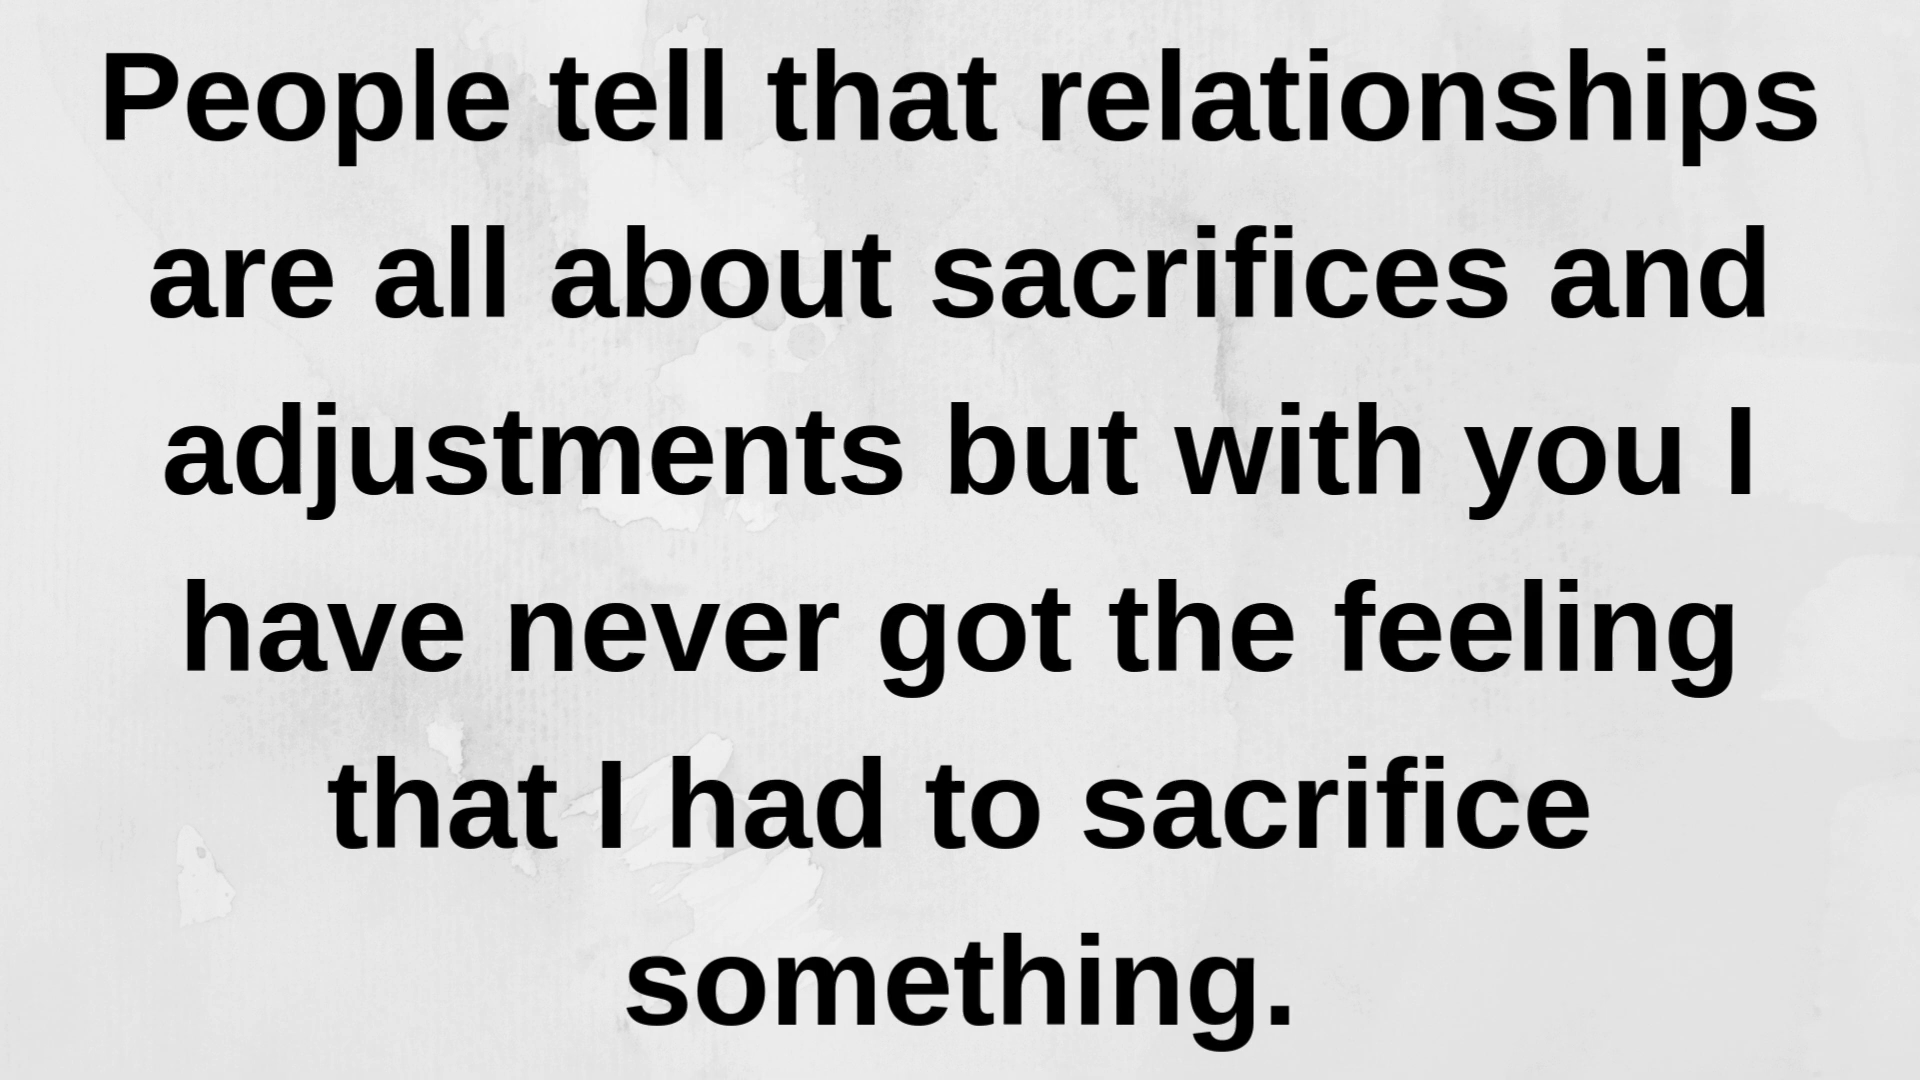 People tell that relationships
are all about sacrifices and
adjustments but with you I
have never got the feeling
that I had to sacrifice
something.